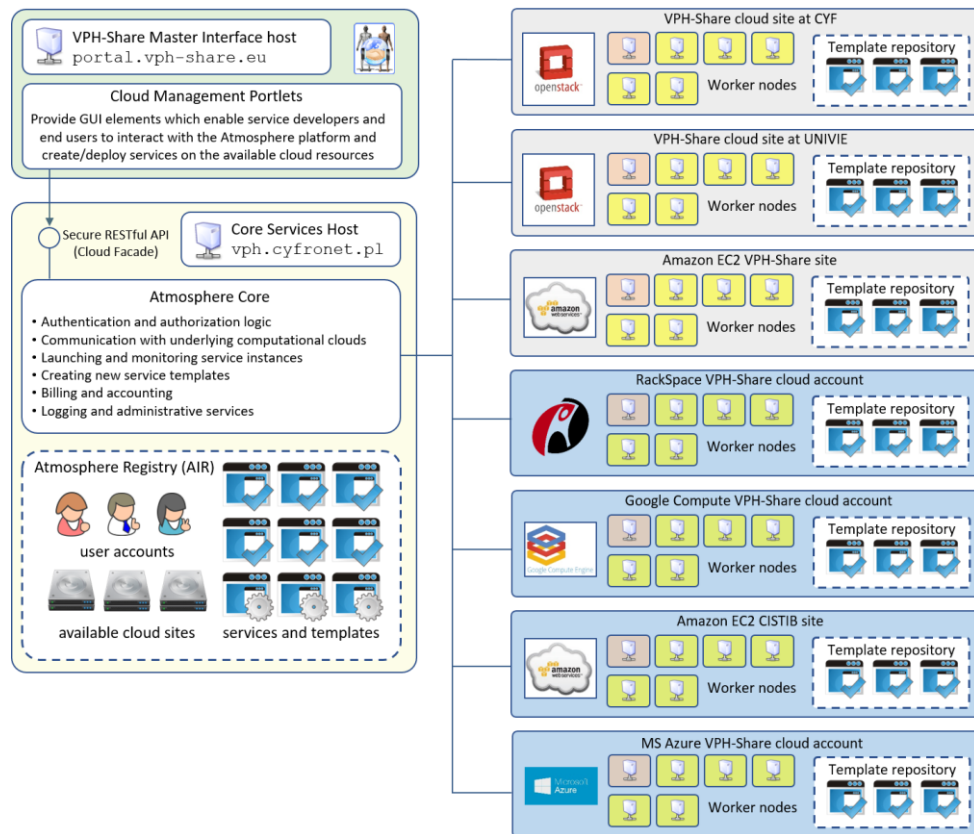 VPH-Share Master Interface host
portal.vph-share.eu
Cloud Management Portlets
Provide GUI elements which enable service developers and
end users to interact with the Atmosphere platform and
create/deploy services on the available cloud resources
Secure RESTful API
(Cloud Facade)
Core Services Host
vph.cyfronet.pl
Atmosphere Core
• Authentication and authorization logic
• Communication with underlying computational clouds
• Launching and monitoring service instances
• Creating new service templates
• Billing and accounting
• Logging and administrative services
Atmosphere Registry (AIR)
user accounts
available cloud sites
services and templates
VPH-Share cloud site at CYF
openstack
Worker nodes
Template repository
VPH-Share cloud site at UNIVIE
openstack
Worker nodes
Template repository
Amazon EC2 VPH-Share site
amazon
webservices
Worker nodes
Template repository
RackSpace VPH-Share cloud account
Worker nodes
Template repository
Google Compute VPH-Share cloud account
Google Compute Engine
Worker nodes
Template repository
Amazon EC2 CISTIB site
amazon
webservices
Worker nodes
Template repository
MS Azure VPH-Share cloud account
Microsoft
Azure
Worker nodes
Template repository